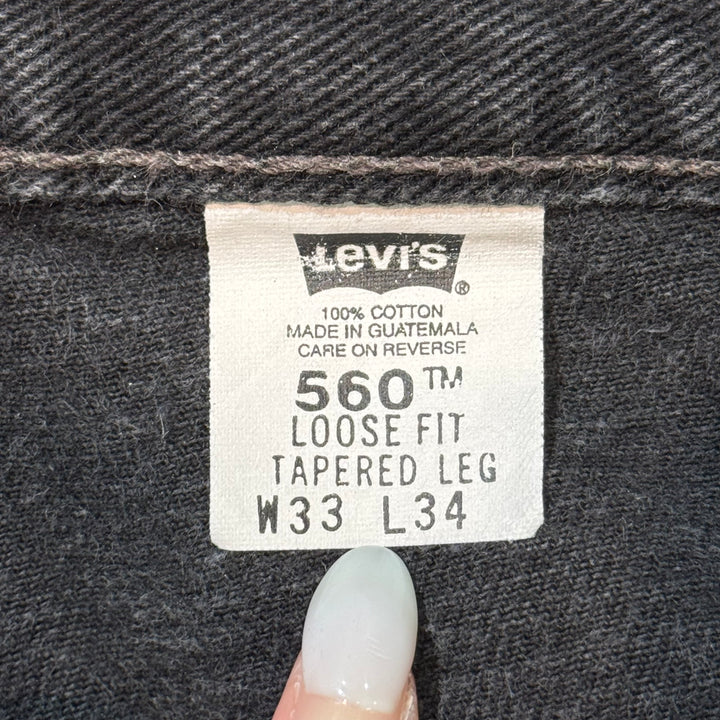 Levi's
®
100% COTTON
MADE IN GUATEMALA
CARE ON REVERSE
560™
LOOSE FIT
TAPERED LEG
W33 L34